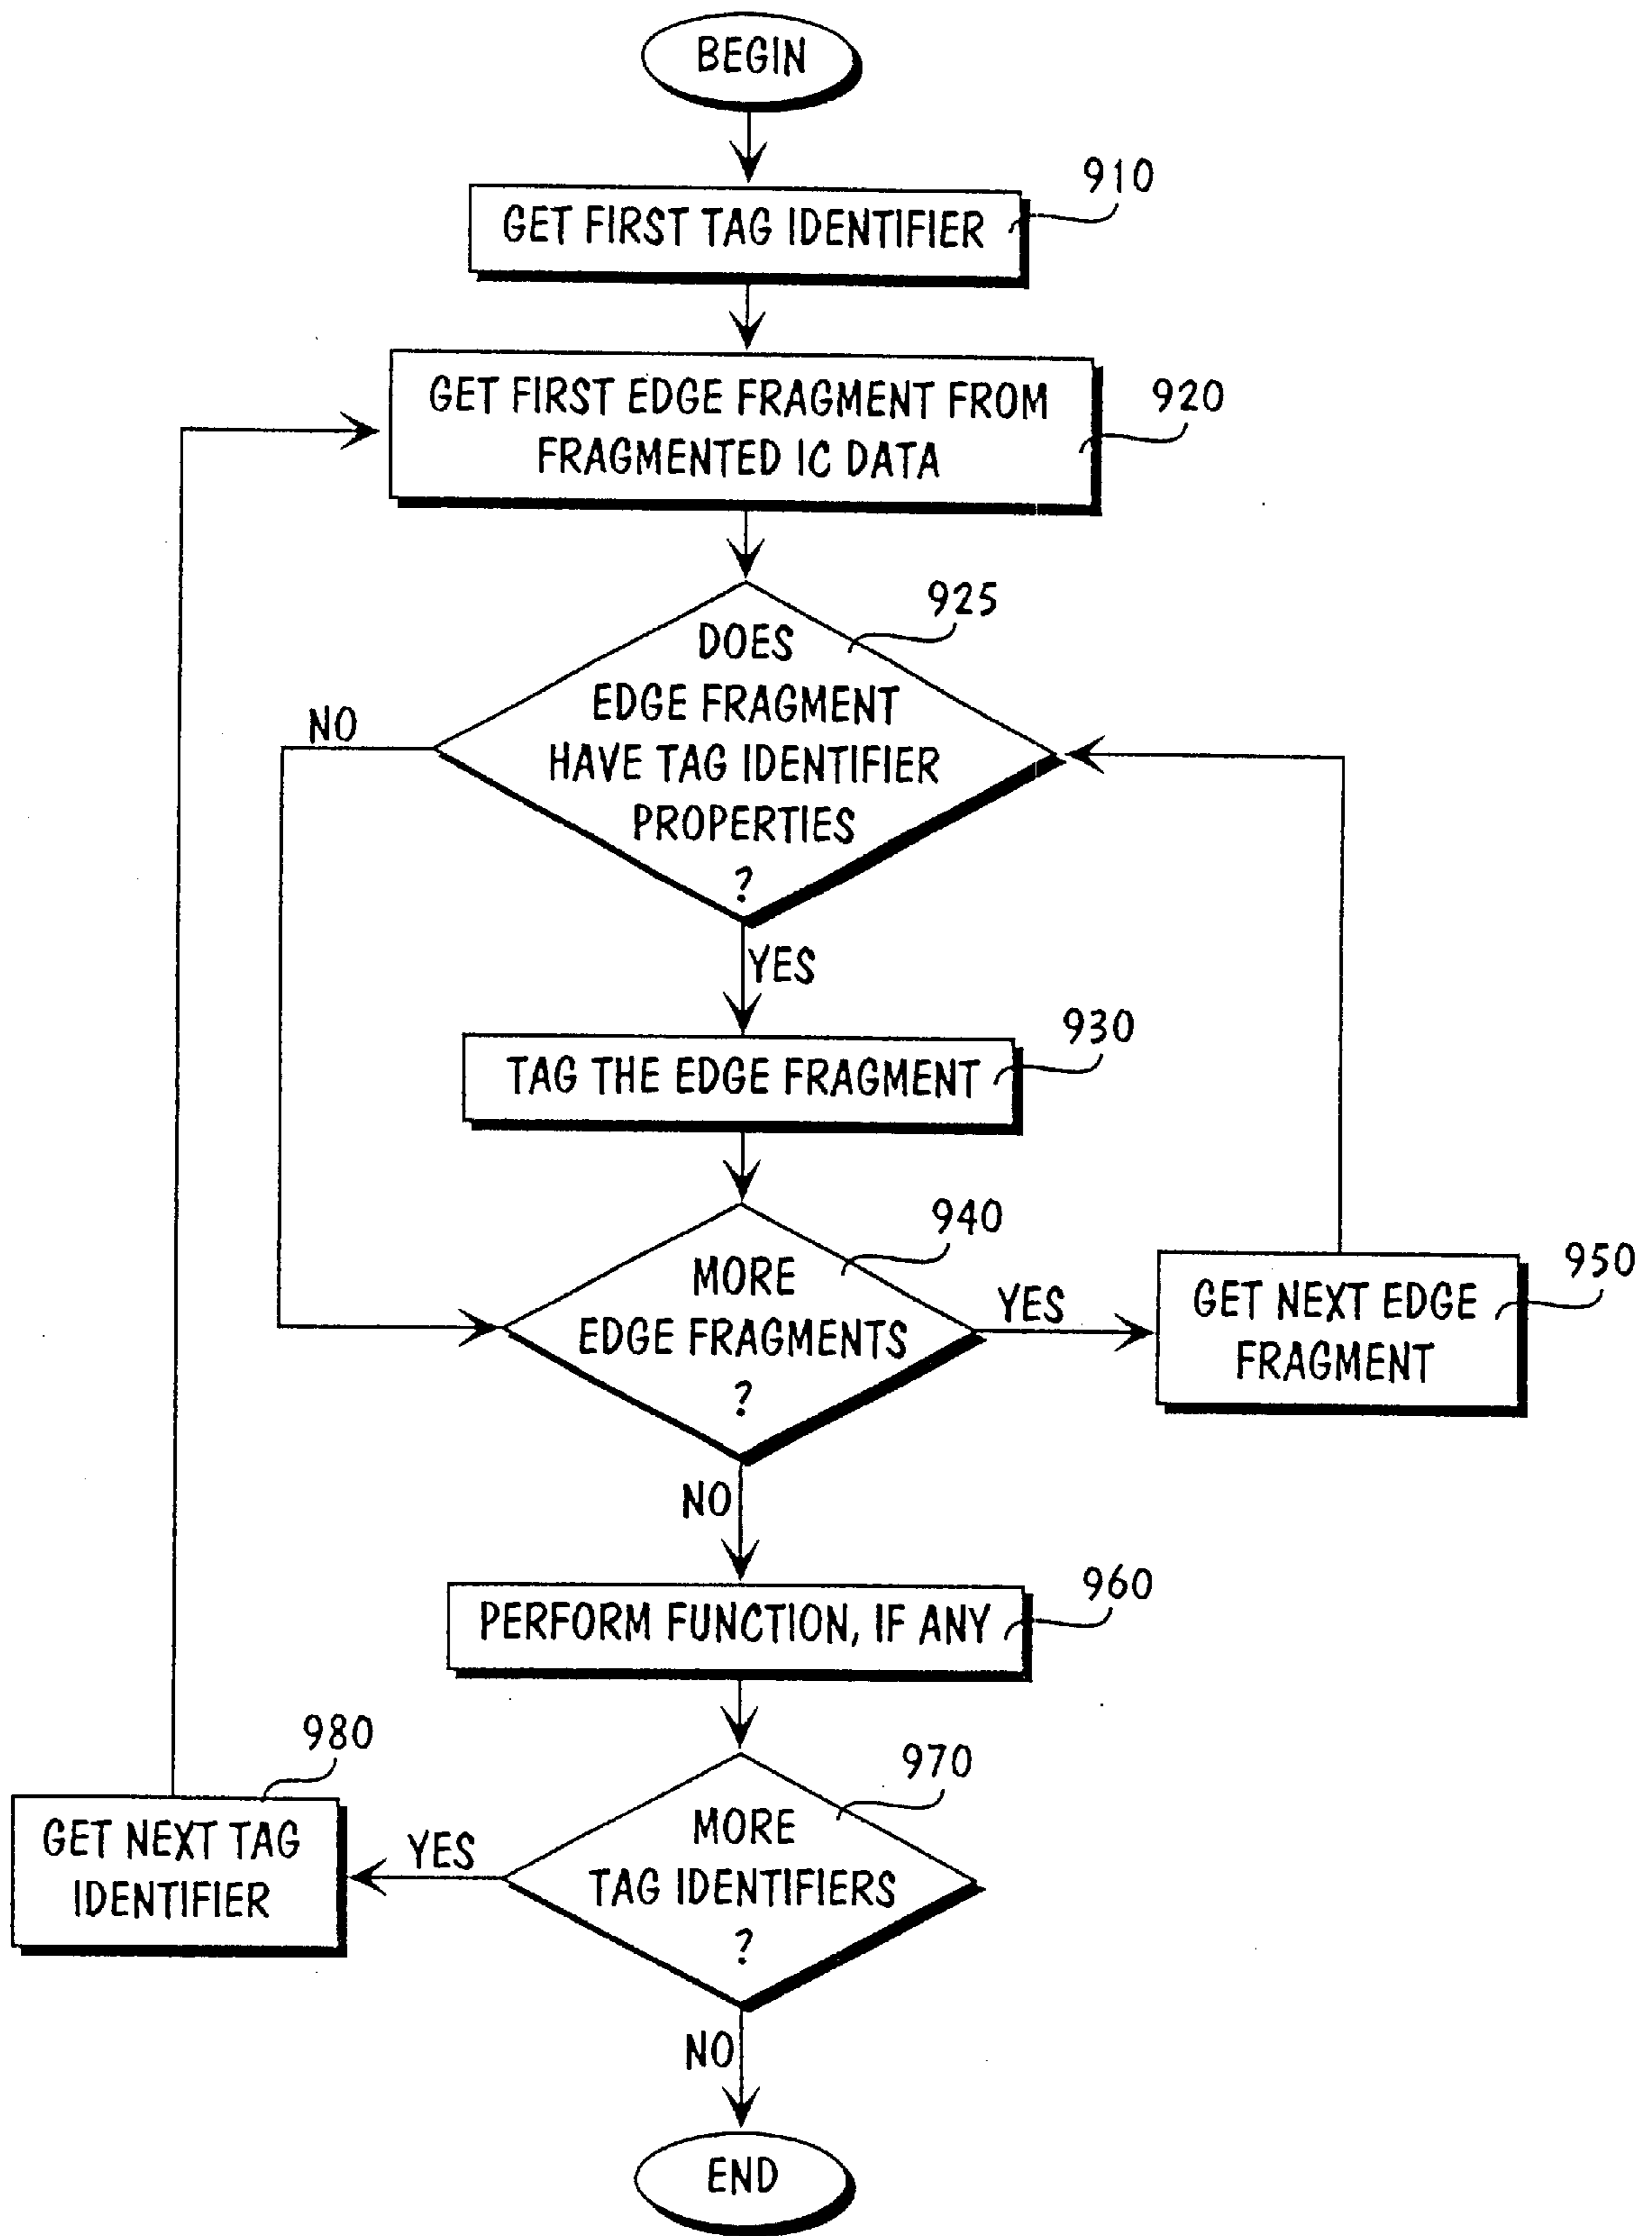 BEGIN
910
GET FIRST TAG IDENTIFIER
920
GET FIRST EDGE FRAGMENT FROM
FRAGMENTED IC DATA
925
DOES
EDGE FRAGMENT
HAVE TAG IDENTIFIER
PROPERTIES
?
NO
YES
930
TAG THE EDGE FRAGMENT
940
MORE
EDGE FRAGMENTS
?
YES
950
GET NEXT EDGE
FRAGMENT
NO
960
PERFORM FUNCTION, IF ANY
970
MORE
TAG IDENTIFIERS
?
YES
980
GET NEXT TAG
IDENTIFIER
NO
END